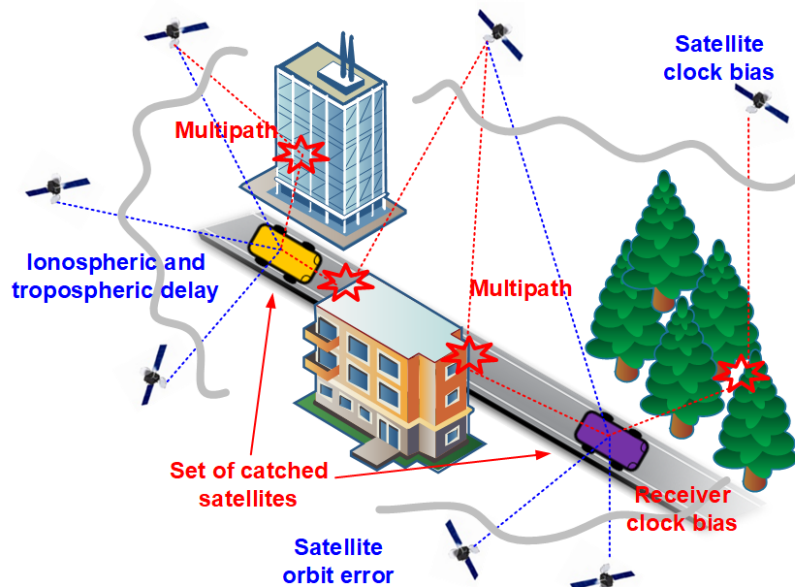 Satellite
clock bias
Multipath
Ionospheric and
tropospheric delay
Multipath
Set of catched
satellites
Receiver
clock bias
Satellite
orbit error